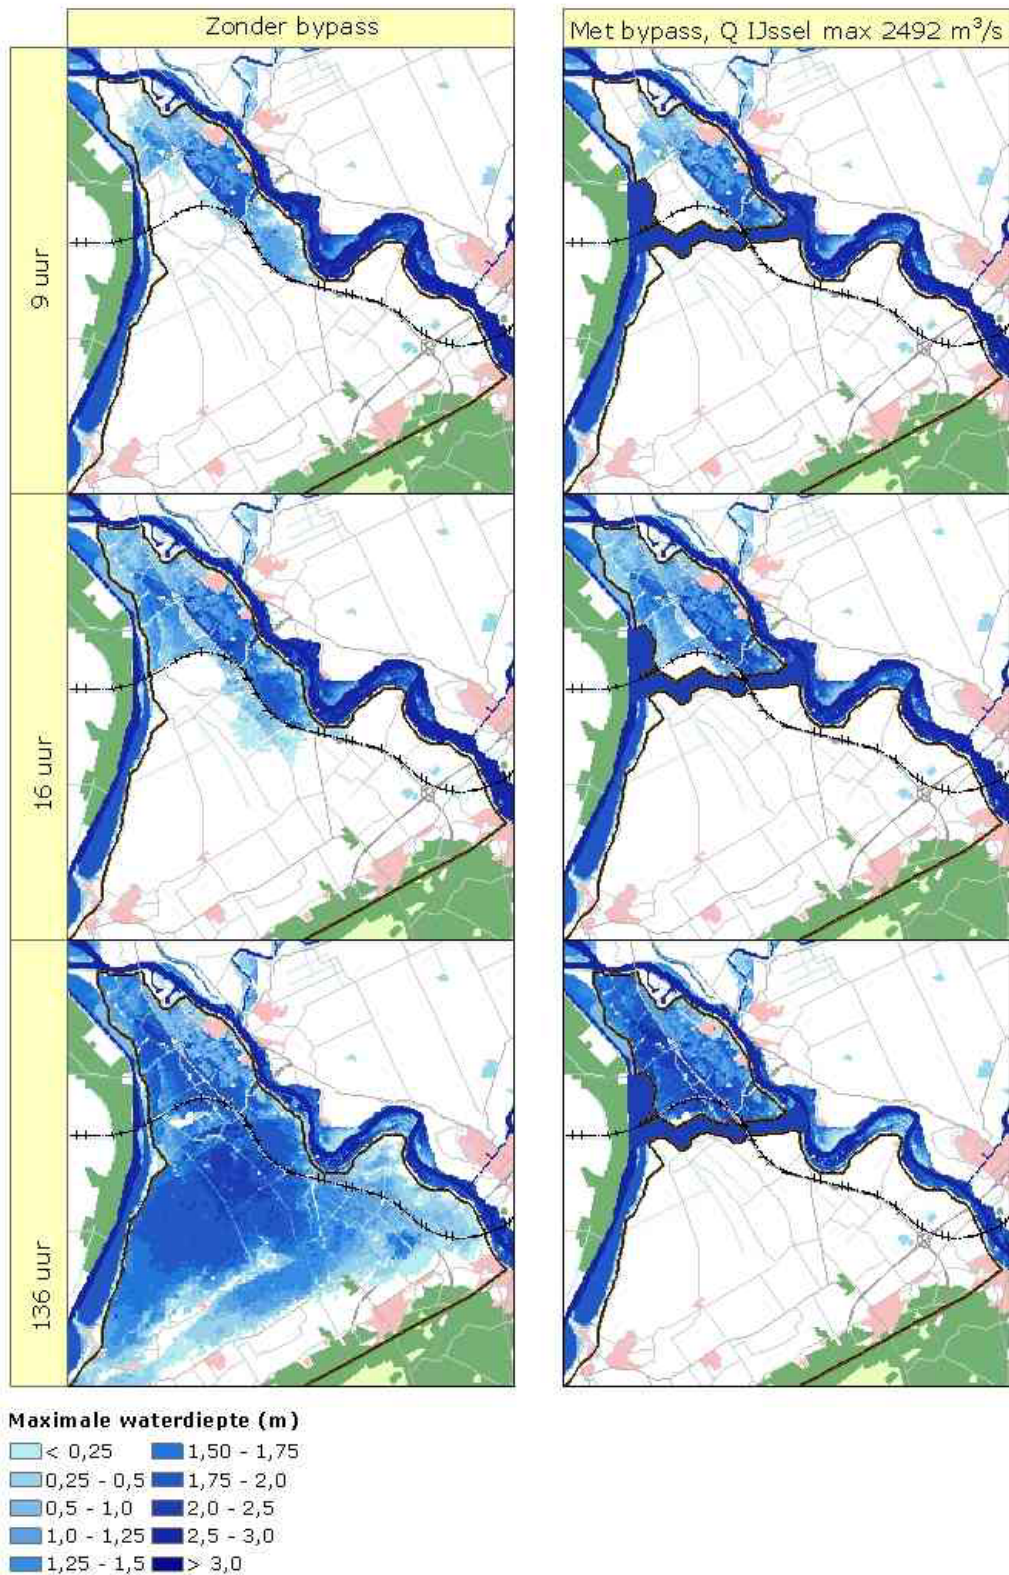 Zonder bypass
Met bypass, Q IJssel max 2492 m³/s
9 uur
16 uur
136 uur
Maximale waterdiepte (m)
< 0,25
0,25 - 0,5
0,5 - 1,0
1,0 - 1,25
1,25 - 1,5
1,50 - 1,75
1,75 - 2,0
2,0 - 2,5
2,5 - 3,0
> 3,0